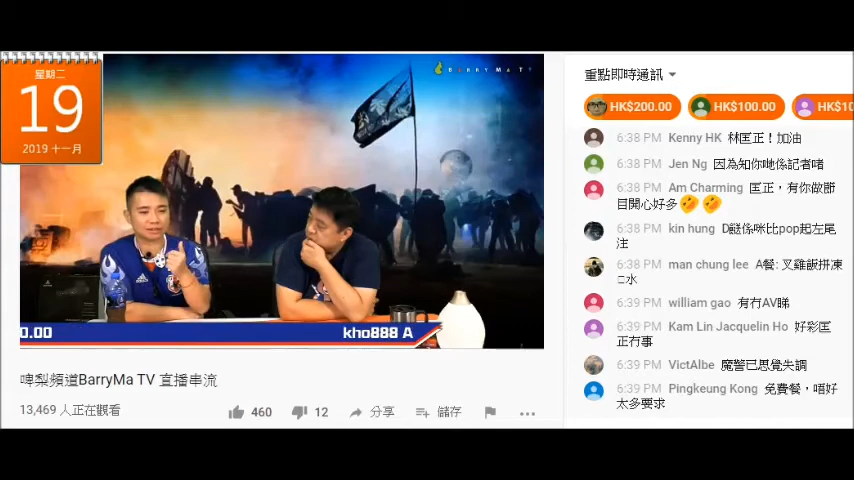 星期二
19
2019 十一月
BARRYMA T
0.00
kho888 A
啤梨頻道BarryMa TV 直播串流
13,469 人正在觀看
460
12
分享
儲存
重點即時通訊
HK$200.00
HK$100.00
HK$10
6:38 PM Kenny HK 林匡正！加油
6:38 PM Jen Ng 因為知你哋係記者啫
6:38 PM Am Charming 匡正，有你做節
目開心好多
6:38 PM kin hung D餸係咪比pop起左尾
注
6:38 PM man chung lee A餐: 叉雞飯拼凍
水
6:39 PM william gao 有冇AV睇
6:39 PM Kam Lin Jacquelin Ho 好彩匡
正冇事
6:39 PM VictAlbe 魔警已思覺失調
6:39 PM Pingkeung Kong 免費餐，唔好
太多要求